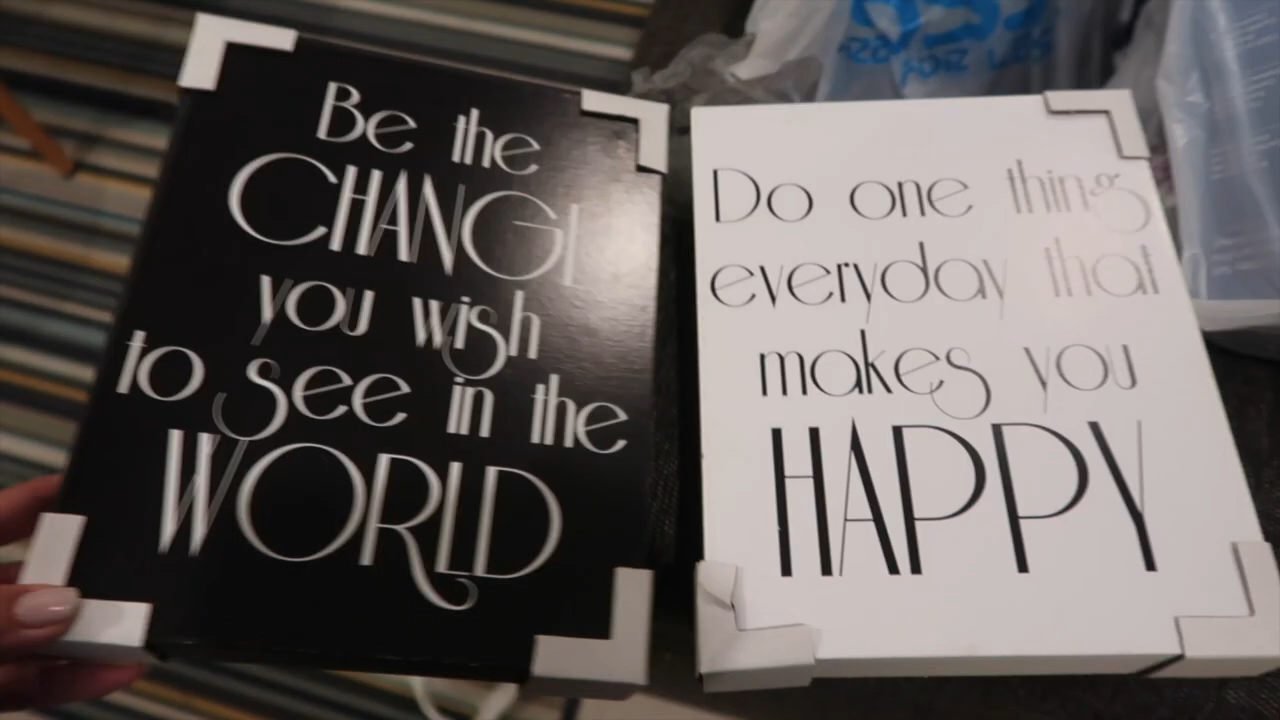 Be the
CHANGE
you wish
to see in the
WORLD
Do one thing
everyday that
makes you
HAPPY